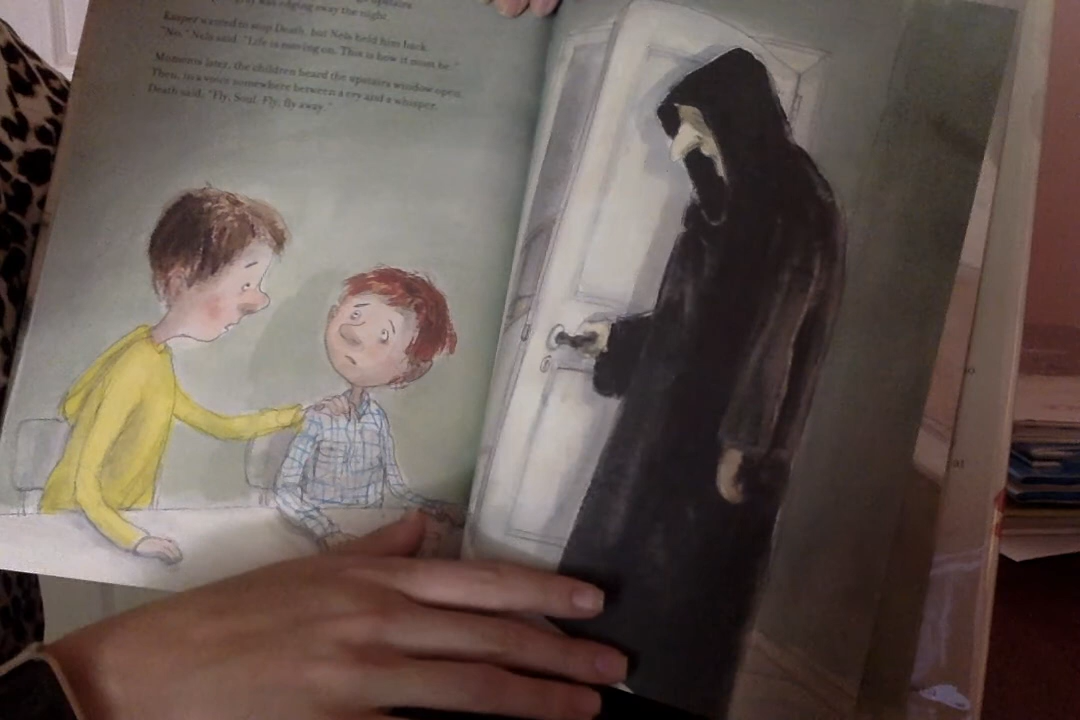 edging away the night.
Kasper wanted to stop Death, but Nels held him back.
"No," Nels said. "Life is moving on. This is how it must be."
Moments later, the children heard the upstairs window open.
Then, in a voice somewhere between a cry and a whisper,
Death said, "Fly, Soul. Fly, fly away."